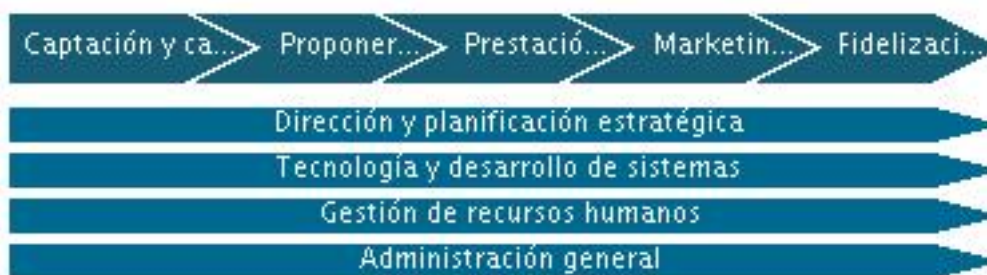 Captación y ca... Proponer... Prestació... Marketin... Fidelizaci...
Dirección y planificación estratégica
Tecnología y desarrollo de sistemas
Gestión de recursos humanos
Administración general